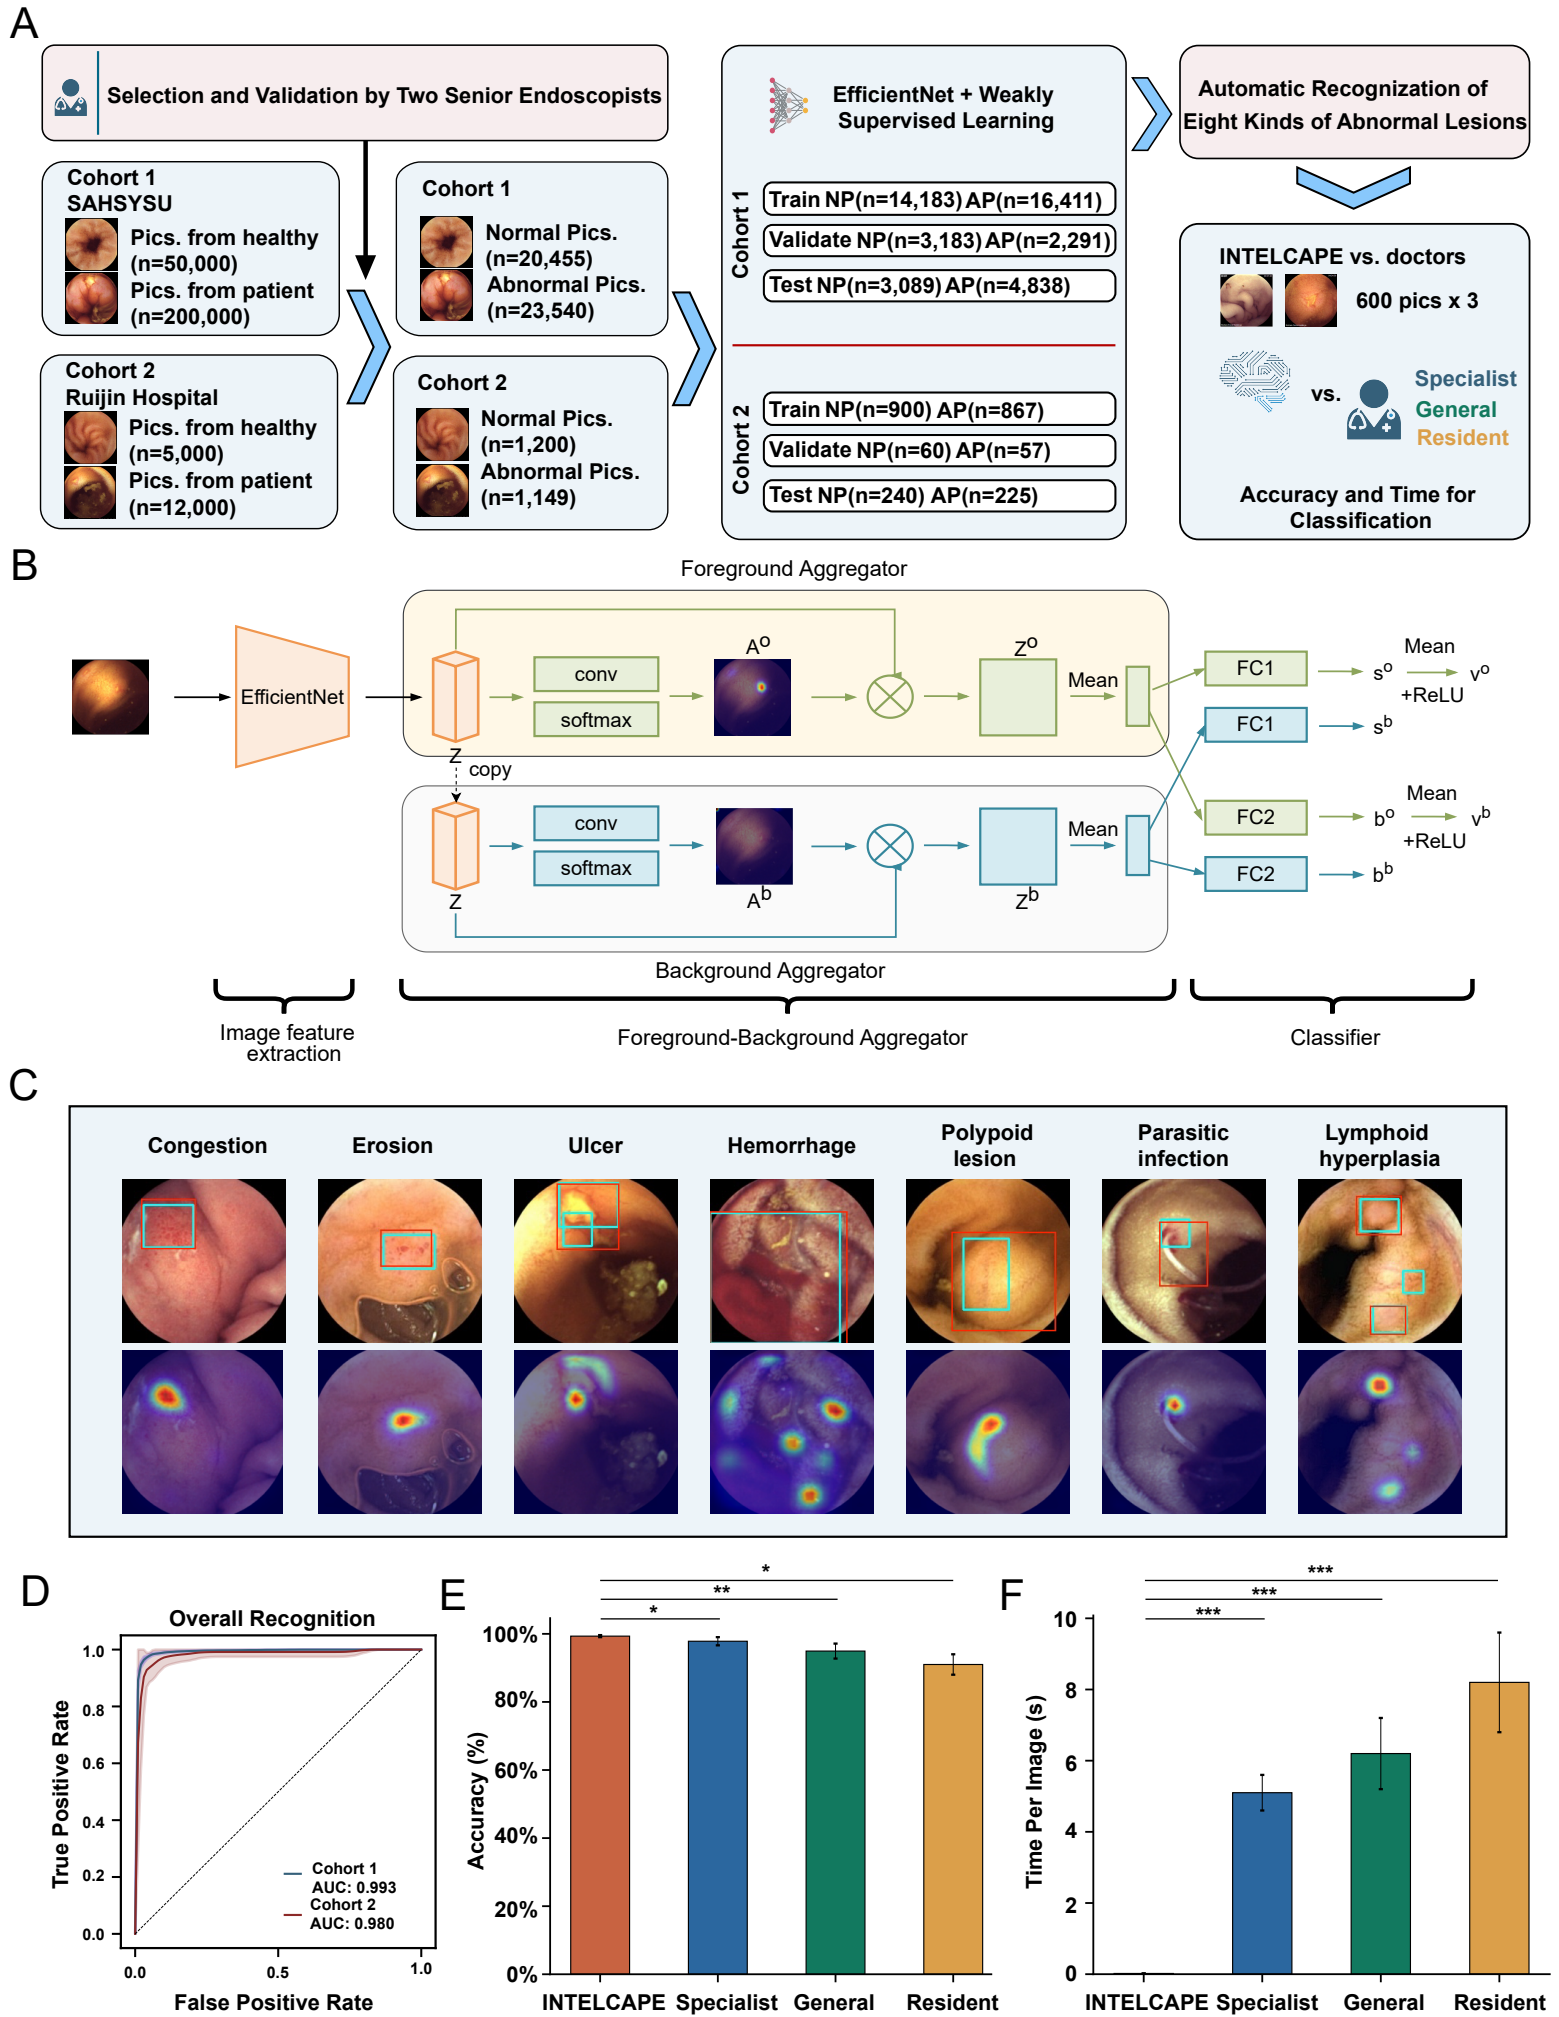 A
Selection and Validation by Two Senior Endoscopists
Cohort 1
SAHSYSU
Pics. from healthy
(n=50,000)
Pics. from patient
(n=200,000)
Cohort 2
Ruijin Hospital
Pics. from healthy
(n=5,000)
Pics. from patient
(n=12,000)
Cohort 1
Normal Pics.
(n=20,455)
Abnormal Pics.
(n=23,540)
Cohort 2
Normal Pics.
(n=1,200)
Abnormal Pics.
(n=1,149)
EfficientNet + Weakly
Supervised Learning
Cohort 1
Train NP(n=14,183) AP(n=16,411)
Validate NP(n=3,183) AP(n=2,291)
Test NP(n=3,089) AP(n=4,838)
Cohort 2
Train NP(n=900) AP(n=867)
Validate NP(n=60) AP(n=57)
Test NP(n=240) AP(n=225)
Automatic Recognization of
Eight Kinds of Abnormal Lesions
INTELCAPE vs. doctors
600 pics x 3
vs.
Specialist
General
Resident
Accuracy and Time for
Classification
B
Foreground Aggregator
EfficientNet
Z
copy
conv
softmax
A^o
Z^o
Mean
FC1
s^o
Mean
+ReLU
v^o
FC1
s^b
Z
conv
softmax
A^b
Z^b
Mean
FC2
b^o
Mean
+ReLU
v^b
FC2
b^b
Background Aggregator
Image feature
extraction
Foreground-Background Aggregator
Classifier
C
Congestion
Erosion
Ulcer
Hemorrhage
Polypoid
lesion
Parasitic
infection
Lymphoid
hyperplasia
D
Overall Recognition
True Positive Rate
1.0
0.8
0.6
0.4
0.2
0.0
Cohort 1
AUC: 0.993
Cohort 2
AUC: 0.980
0.0
0.5
1.0
False Positive Rate
E
*
**
*
Accuracy (%)
100%
80%
60%
40%
20%
0%
INTELCAPE
Specialist
General
Resident
F
***
***
***
Time Per Image (s)
10
8
6
4
2
0
INTELCAPE
Specialist
General
Resident